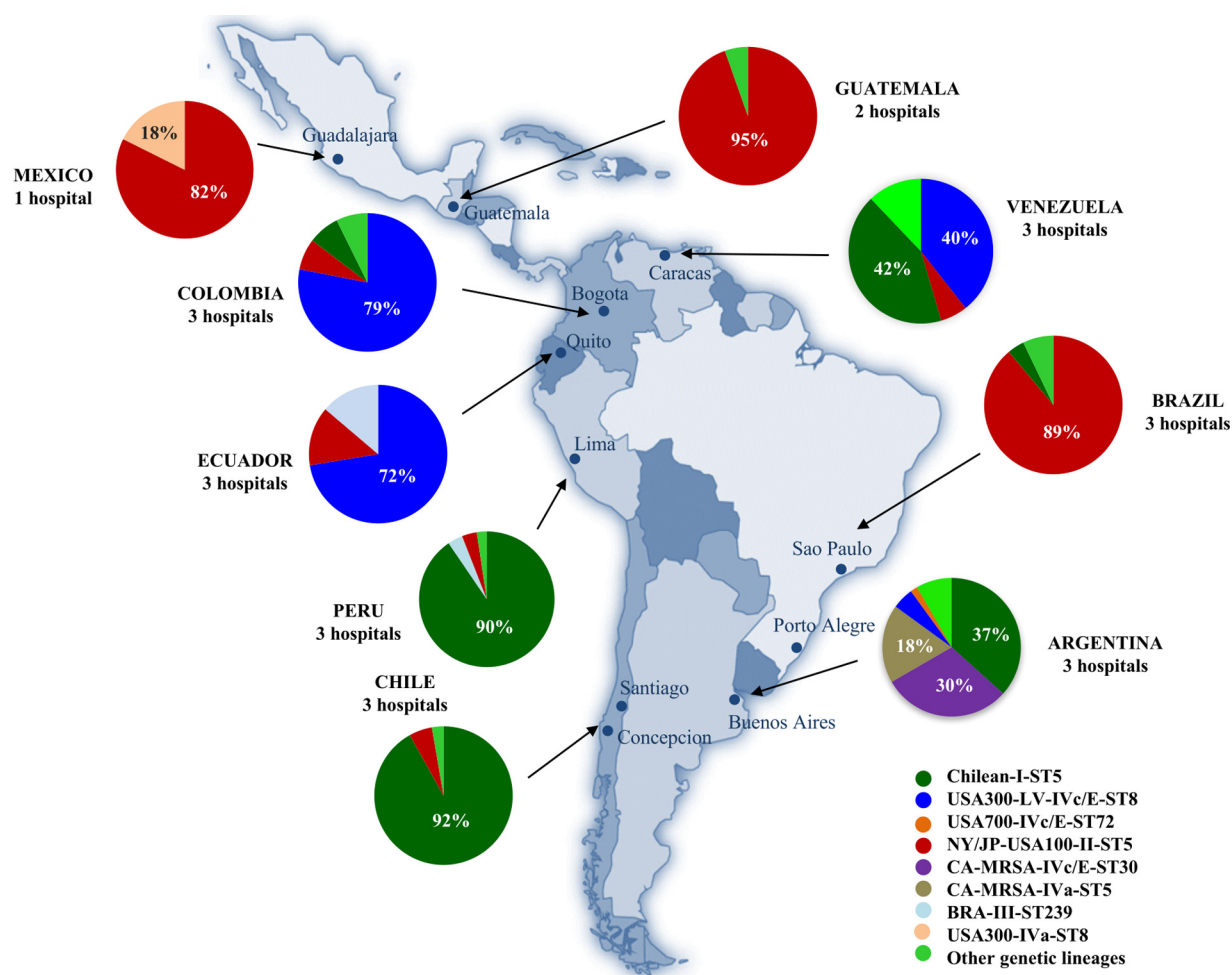 GUATEMALA
2 hospitals
95%
MEXICO
1 hospital
18%
82%
Guadalajara
Guatemala
VENEZUELA
3 hospitals
40%
42%
Caracas
COLOMBIA
3 hospitals
79%
Bogota
Quito
BRAZIL
3 hospitals
89%
ECUADOR
3 hospitals
72%
Lima
Sao Paulo
PERU
3 hospitals
90%
Porto Alegre
ARGENTINA
3 hospitals
37%
18%
30%
CHILE
3 hospitals
92%
Santiago
Concepcion
Buenos Aires
Chilean-I-ST5
USA300-LV-IVc/E-ST8
USA700-IVc/E-ST72
NY/JP-USA100-II-ST5
CA-MRSA-IVc/E-ST30
CA-MRSA-IVa-ST5
BRA-III-ST239
USA300-IVa-ST8
Other genetic lineages